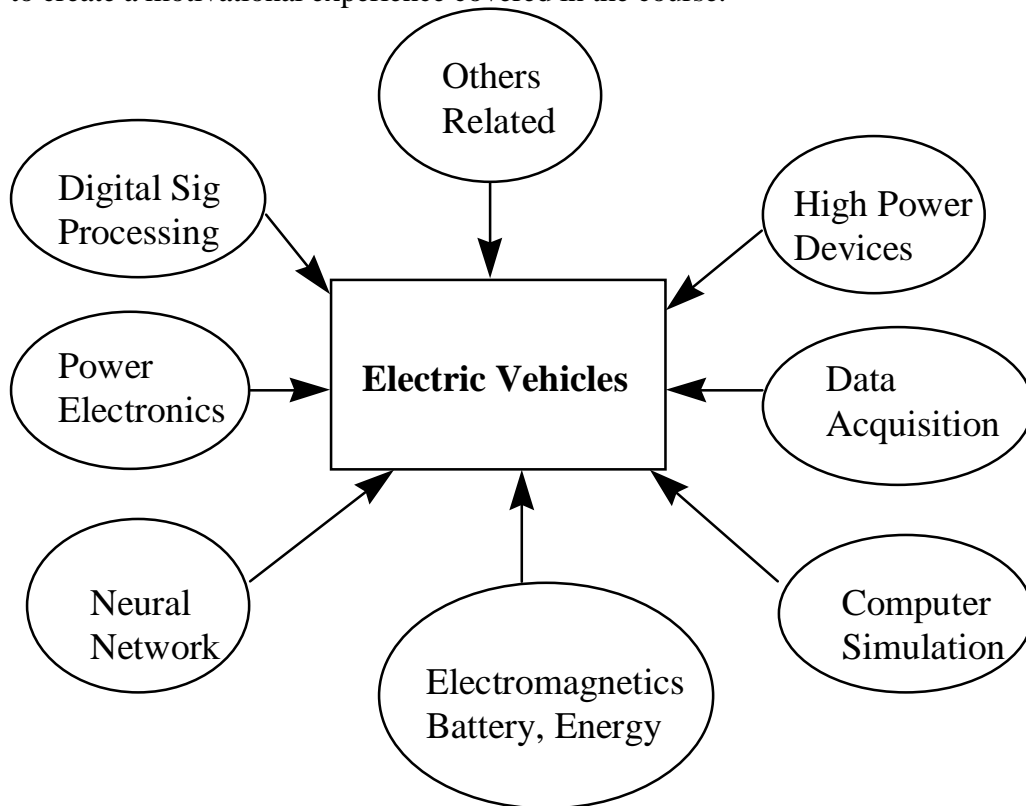 to create a motivational experience covered in the course.
Others
Related
Digital Sig
Processing
High Power
Devices
Power
Electronics
Electric Vehicles
Data
Acquisition
Neural
Network
Electromagnetics
Battery, Energy
Computer
Simulation